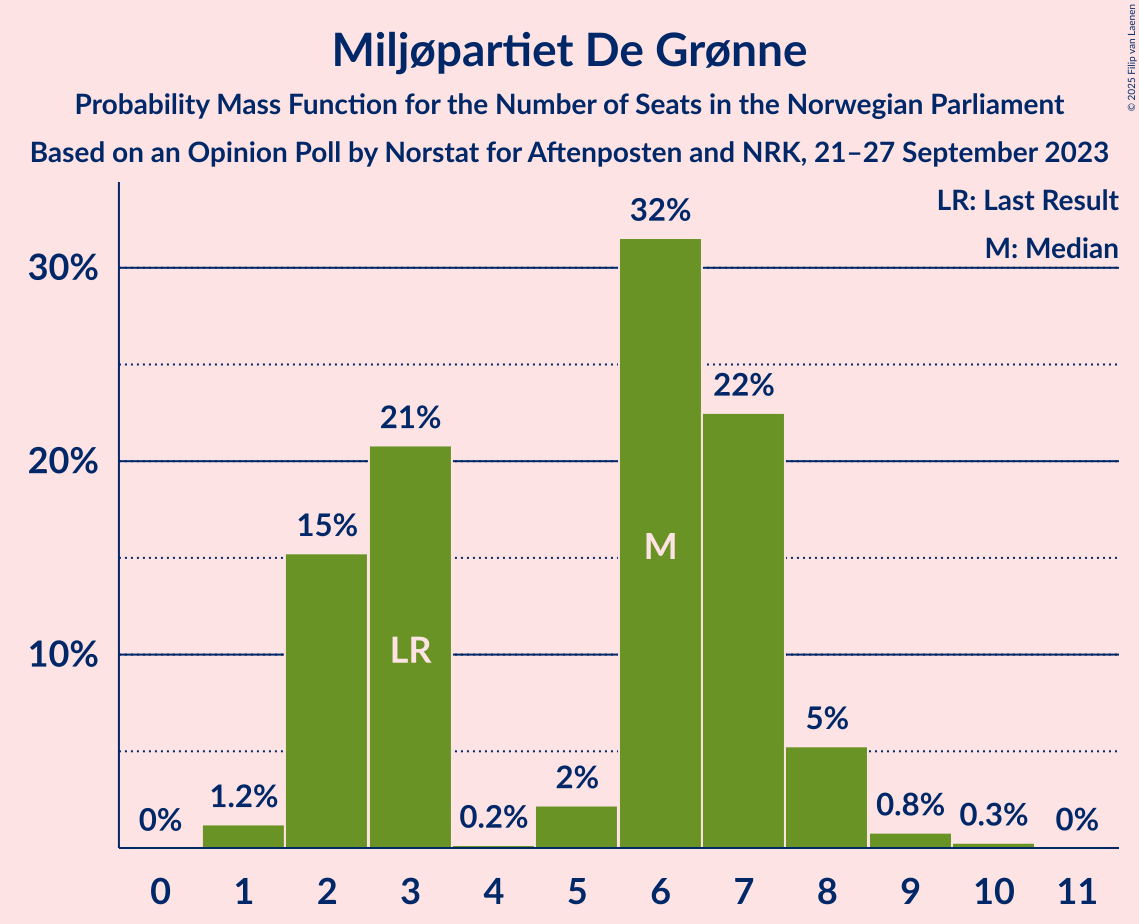 Miljøpartiet De Grønne
Probability Mass Function for the Number of Seats in the Norwegian Parliament
Based on an Opinion Poll by Norstat for Aftenposten and NRK, 21–27 September 2023
© 2025 Filip van Laenen
LR: Last Result
M: Median
30%
20%
10%
0%
1.2%
15%
21%
0.2%
2%
32%
22%
5%
0.8%
0.3%
0%
LR
M
0 1 2 3 4 5 6 7 8 9 10 11